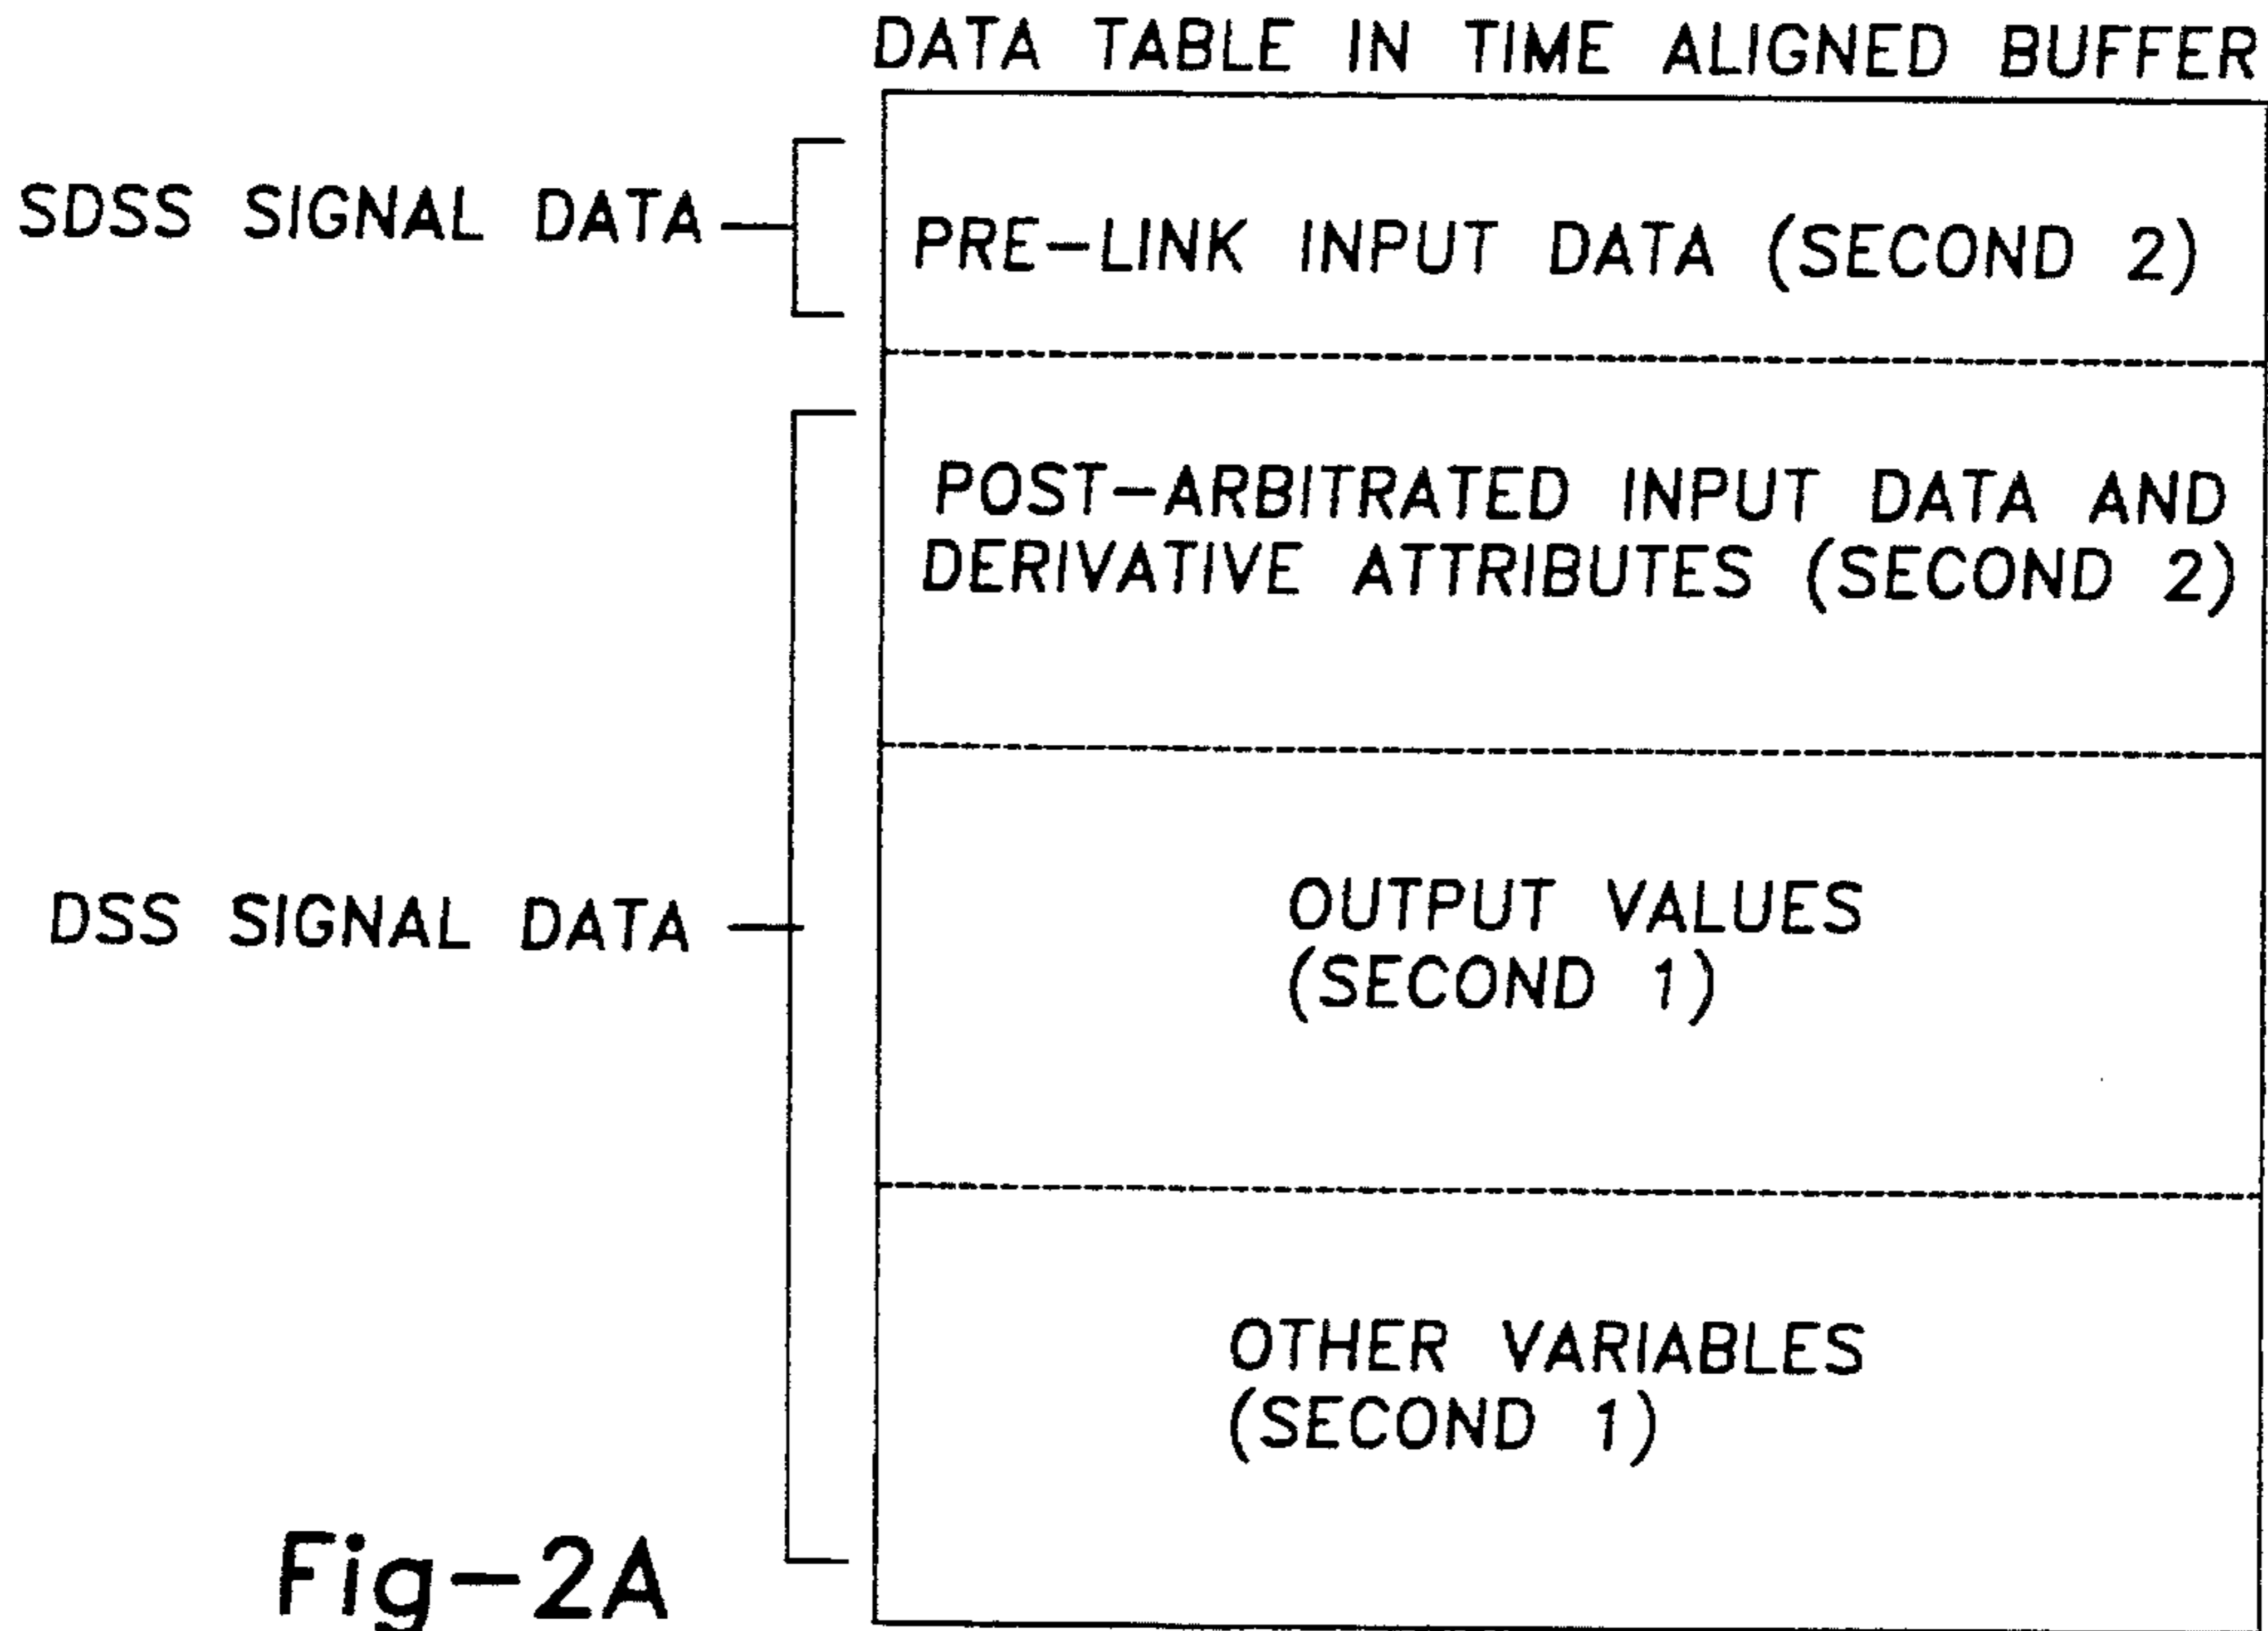 DATA TABLE IN TIME ALIGNED BUFFER
SDSS SIGNAL DATA
PRE-LINK INPUT DATA (SECOND 2)
POST-ARBITRATED INPUT DATA AND
DERIVATIVE ATTRIBUTES (SECOND 2)
DSS SIGNAL DATA
OUTPUT VALUES
(SECOND 1)
OTHER VARIABLES
(SECOND 1)
Fig-2A